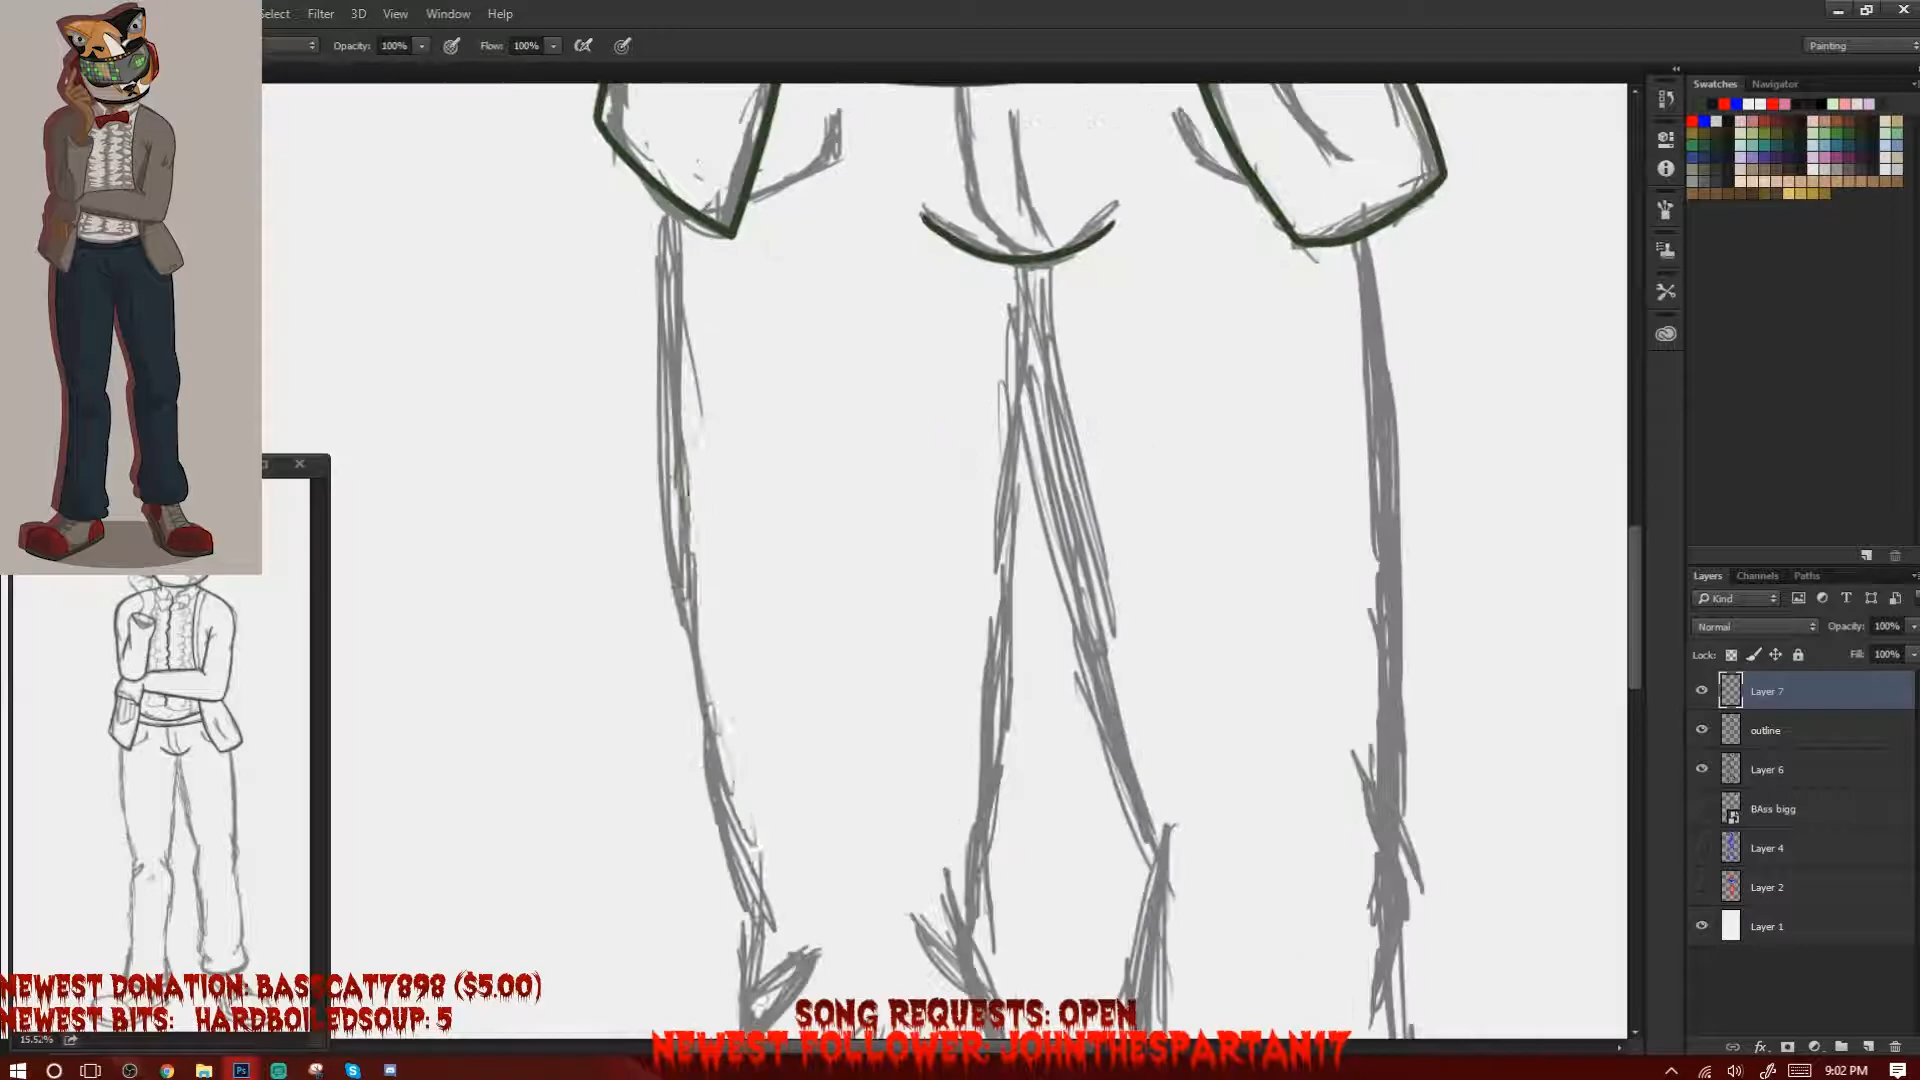 Select Filter 3D View Window Help
Opacity: 100% Flow: 100% Painting
Swatches Navigator
Layers Channels Paths
Kind
Normal Opacity: 100%
Lock: Fill: 100%
Layer 7
outline
Layer 6
BAss bigg
Layer 4
Layer 2
Layer 1
NEWEST DONATION: BASSCAT7898 ($5.00)
NEWEST BITS: HARDBOILEDSOUP: 5
SONG REQUESTS: OPEN
NEWEST FOLLOWER: JOHNTHESPARTAN17
15.52%
Ps
9:02 PM